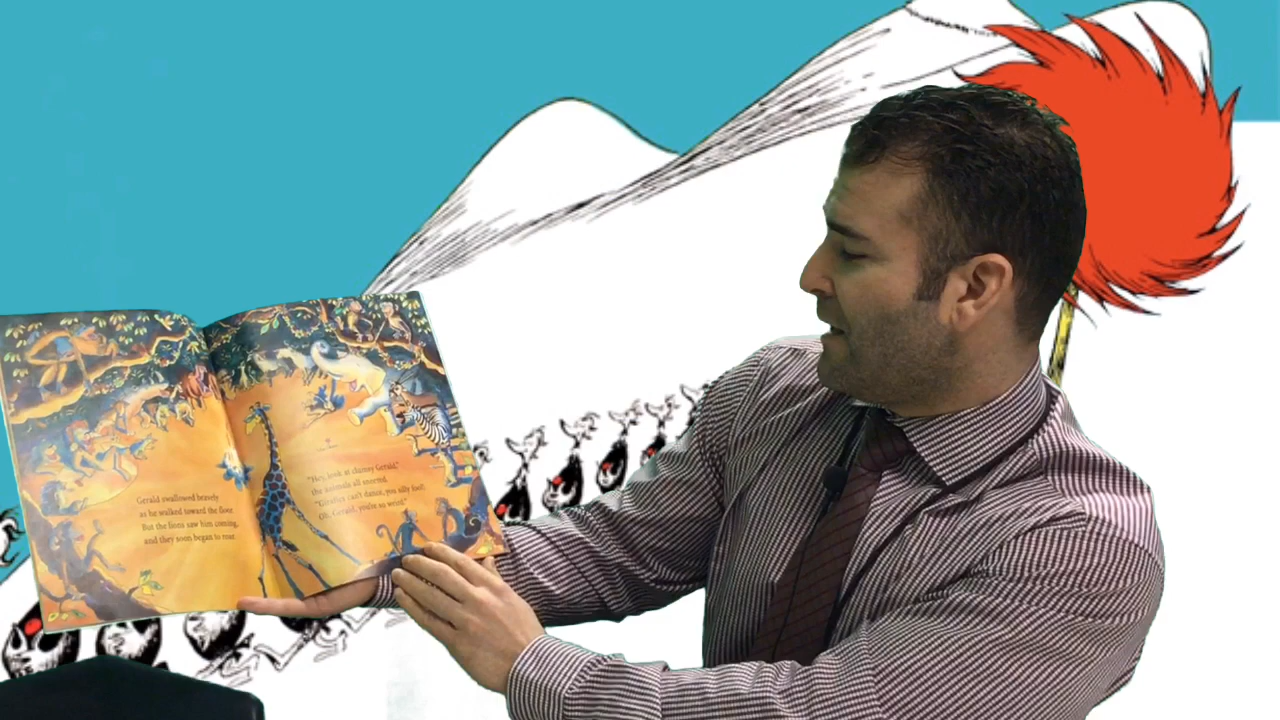 Gerald swallowed bravely
as he walked toward the floor.
But the lions saw him coming,
and they soon began to roar.
"Hey, look at clumsy Gerald,"
the animals all sneered.
"Giraffes can't dance, you silly fool!
Oh, Gerald, you're so weird."